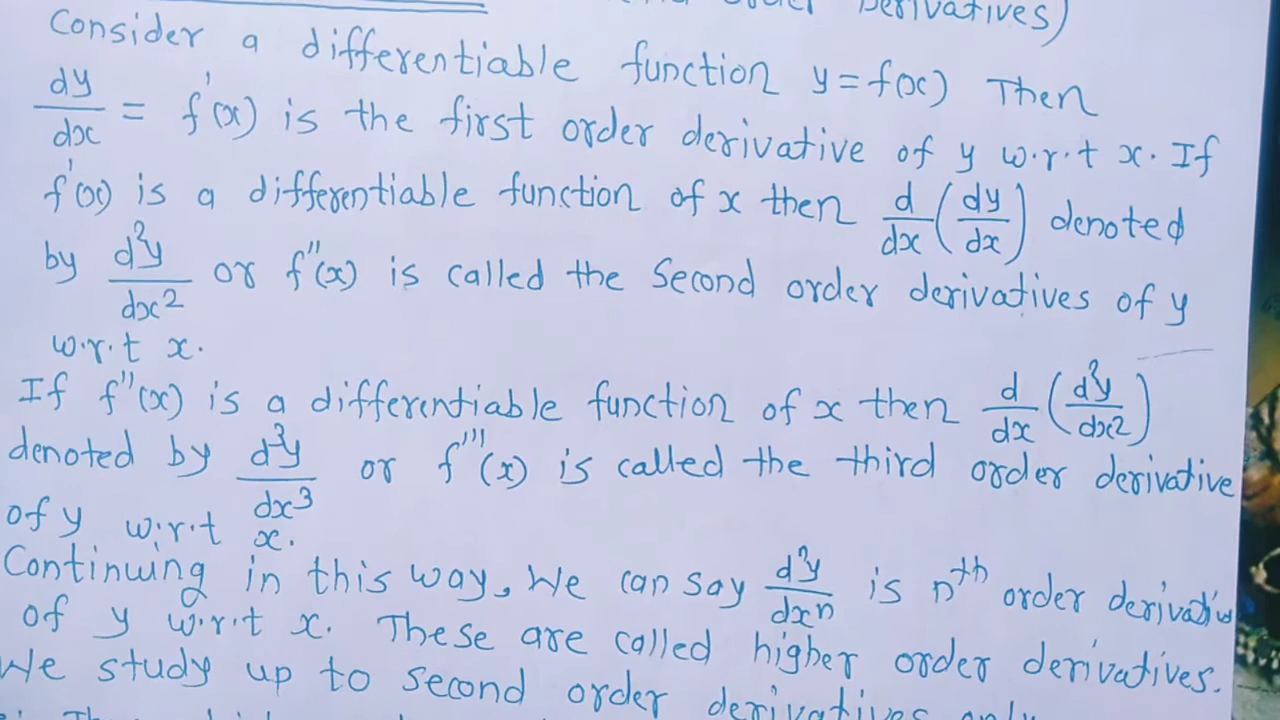 Derivatives)
Consider a differentiable function y = f(x) Then
dy/dx = f'(x) is the first order derivative of y w.r.t x. If
f'(x) is a differentiable function of x then d/dx (dy/dx) denoted
by d²y/dx² or f''(x) is called the Second order derivatives of y
w.r.t x.
If f''(x) is a differentiable function of x then d/dx (d²y/dx²)
denoted by d³y/dx³ or f'''(x) is called the third order derivative
of y w.r.t x.
Continuing in this way, We can say dⁿy/dxⁿ is nᵗʰ order derivative
of y w.r.t x. These are called higher order derivatives.
We study up to second order derivatives only